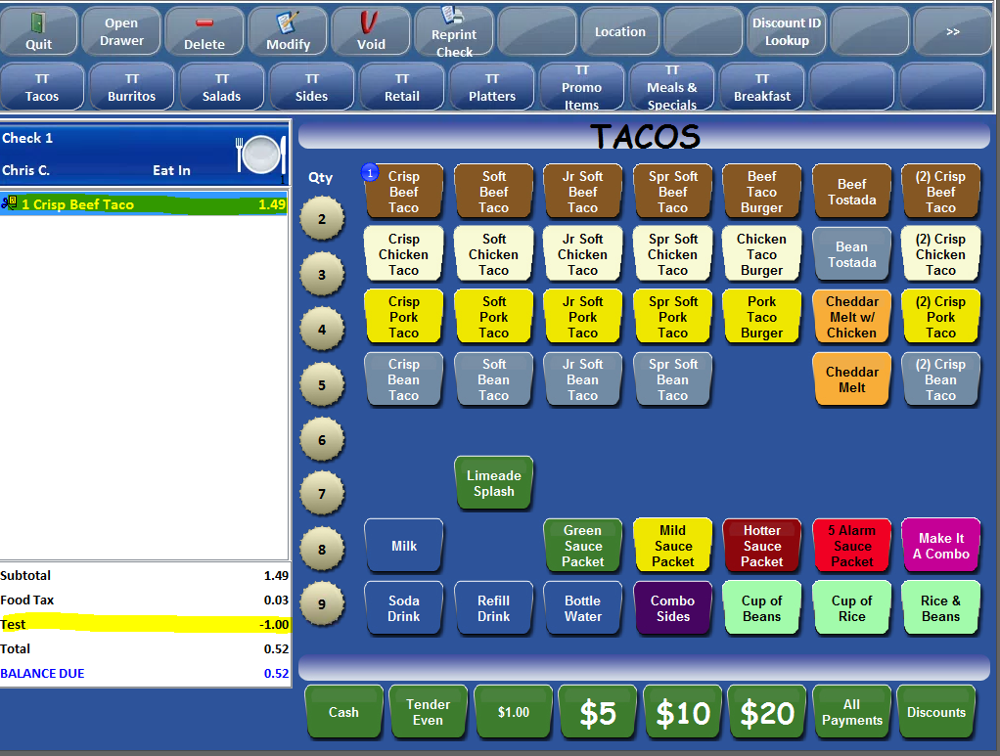 Quit
Open
Drawer
Delete
Modify
Void
Reprint
Check
Location
Discount ID
Lookup
>>
TT
Tacos
TT
Burritos
TT
Salads
TT
Sides
TT
Retail
TT
Platters
TT
Promo
Items
TT
Meals &
Specials
TT
Breakfast
Check 1
Chris C.
Eat In
1
1 Crisp Beef Taco 1.49
Subtotal 1.49
Food Tax 0.03
Test -1.00
Total 0.52
BALANCE DUE 0.52
TACOS
Qty
2
3
4
5
6
7
8
9
1
Crisp
Beef
Taco
Soft
Beef
Taco
Jr Soft
Beef
Taco
Spr Soft
Beef
Taco
Beef
Taco
Burger
Beef
Tostada
(2) Crisp
Beef
Taco
Crisp
Chicken
Taco
Soft
Chicken
Taco
Jr Soft
Chicken
Taco
Spr Soft
Chicken
Taco
Chicken
Taco
Burger
Bean
Tostada
(2) Crisp
Chicken
Taco
Crisp
Pork
Taco
Soft
Pork
Taco
Jr Soft
Pork
Taco
Spr Soft
Pork
Taco
Pork
Taco
Burger
Cheddar
Melt w/
Chicken
(2) Crisp
Pork
Taco
Crisp
Bean
Taco
Soft
Bean
Taco
Jr Soft
Bean
Taco
Spr Soft
Bean
Taco
Cheddar
Melt
(2) Crisp
Bean
Taco
Limeade
Splash
Milk
Green
Sauce
Packet
Mild
Sauce
Packet
Hotter
Sauce
Packet
5 Alarm
Sauce
Packet
Make It
A Combo
Soda
Drink
Refill
Drink
Bottle
Water
Combo
Sides
Cup of
Beans
Cup of
Rice
Rice &
Beans
Cash
Tender
Even
$1.00
$5
$10
$20
All
Payments
Discounts